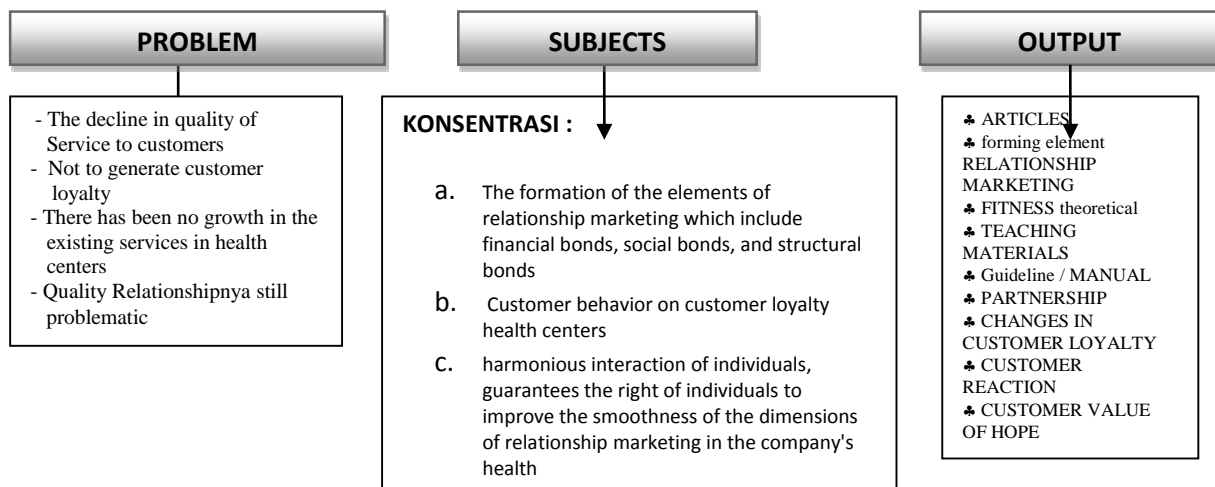 PROBLEM
- The decline in quality of
Service to customers
- Not to generate customer
loyalty
- There has been no growth in the
existing services in health
centers
- Quality Relationshipnya still
problematic
SUBJECTS
KONSENTRASI :
a. The formation of the elements of
relationship marketing which include
financial bonds, social bonds, and structural
bonds
b. Customer behavior on customer loyalty
health centers
c. harmonious interaction of individuals,
guarantees the right of individuals to
improve the smoothness of the dimensions
of relationship marketing in the company's
health
OUTPUT
♣ ARTICLES
♣ forming element
RELATIONSHIP
MARKETING
♣ FITNESS theoretical
♣ TEACHING
MATERIALS
♣ Guideline / MANUAL
♣ PARTNERSHIP
♣ CHANGES IN
CUSTOMER LOYALTY
♣ CUSTOMER
REACTION
♣ CUSTOMER VALUE
OF HOPE